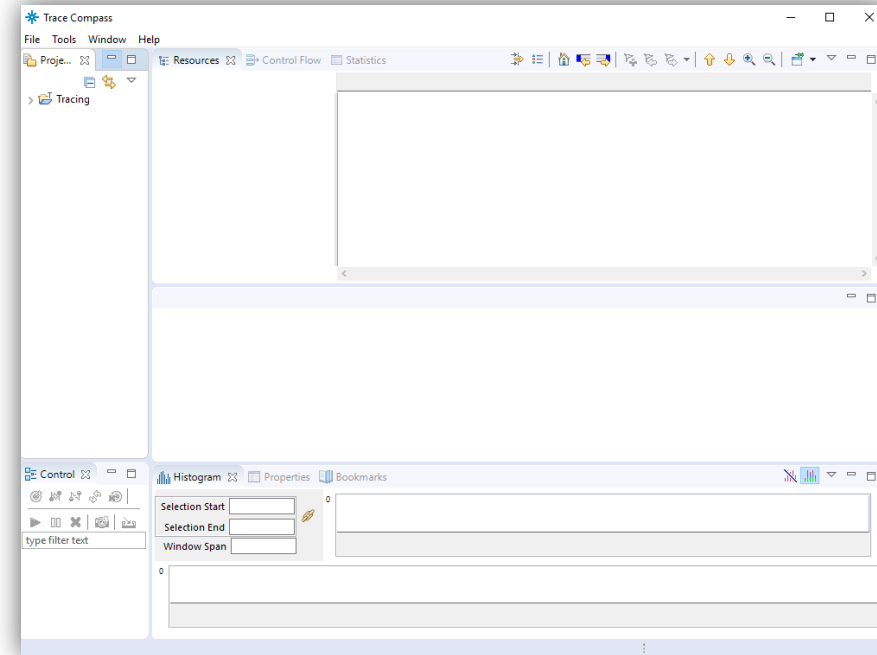 Trace Compass
File Tools Window Help
Proje...
Resources Control Flow Statistics
Tracing
Control
type filter text
Histogram Properties Bookmarks
Selection Start
Selection End
Window Span
0
0